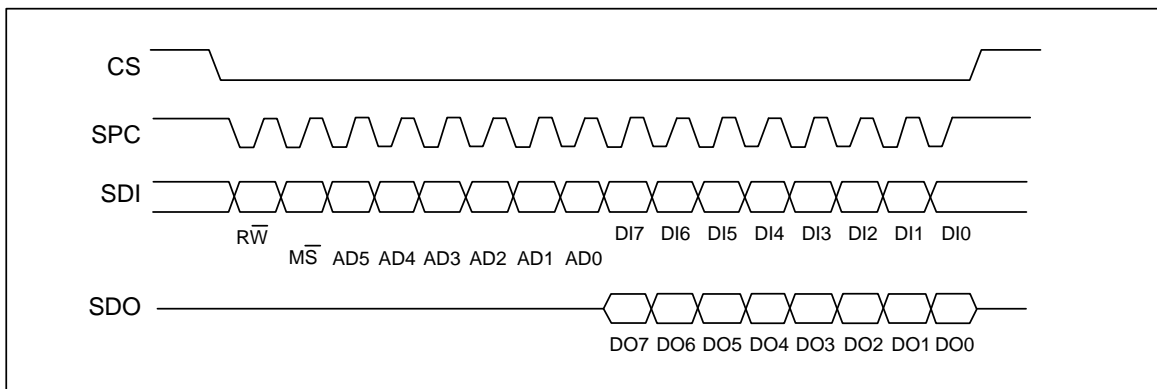 CS
SPC
SDI
RW̅ DI7 DI6 DI5 DI4 DI3 DI2 DI1 DI0
MS̅ AD5 AD4 AD3 AD2 AD1 AD0
SDO
DO7 DO6 DO5 DO4 DO3 DO2 DO1 DO0